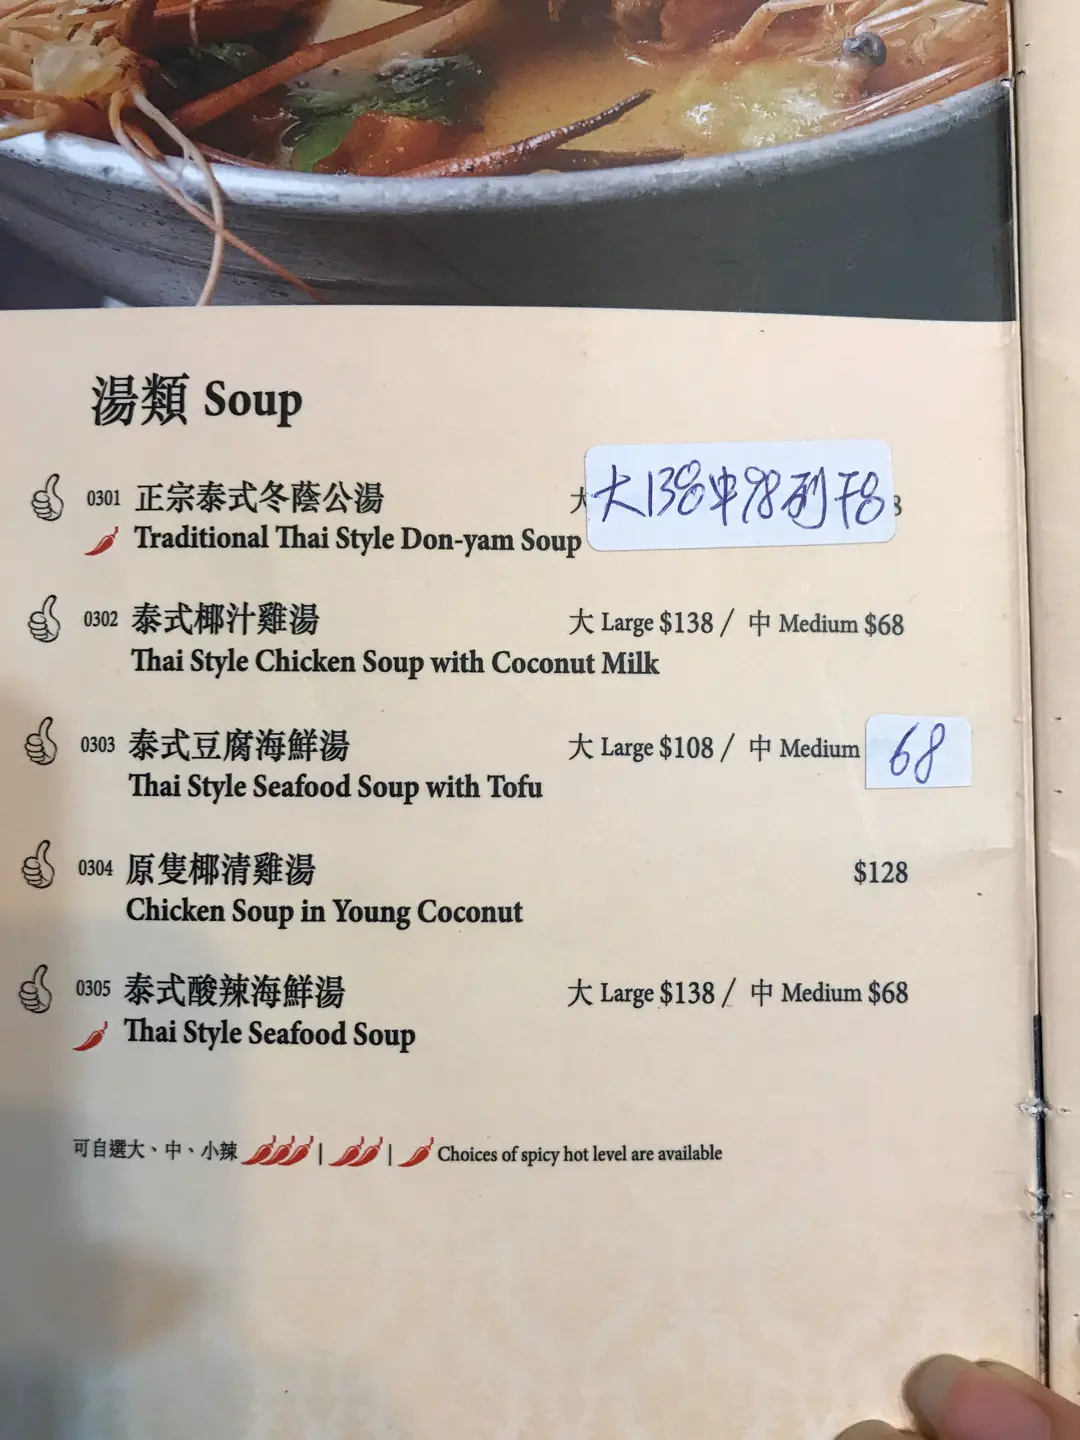 湯類 Soup
0301 正宗泰式冬蔭公湯 大138中98 78
Traditional Thai Style Don-yam Soup
0302 泰式椰汁雞湯 大 Large $138 / 中 Medium $68
Thai Style Chicken Soup with Coconut Milk
0303 泰式豆腐海鮮湯 大 Large $108 / 中 Medium 68
Thai Style Seafood Soup with Tofu
0304 原隻椰清雞湯 $128
Chicken Soup in Young Coconut
0305 泰式酸辣海鮮湯 大 Large $138 / 中 Medium $68
Thai Style Seafood Soup
可自選大、中、小辣 | | Choices of spicy hot level are available